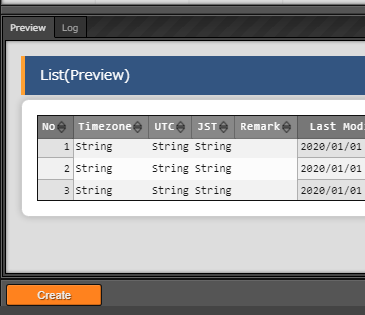 Preview Log
List(Preview)
No Timezone UTC JST Remark Last Modi
1 String String String 2020/01/01
2 String String String 2020/01/01
3 String String String 2020/01/01
Create